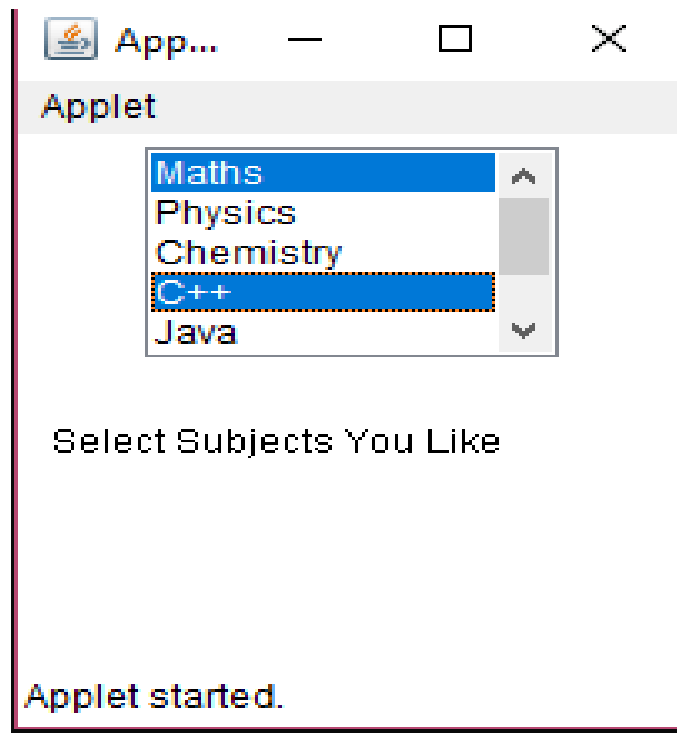 App...
Applet
Maths
Physics
Chemistry
C++
Java
Select Subjects You Like
Applet started.